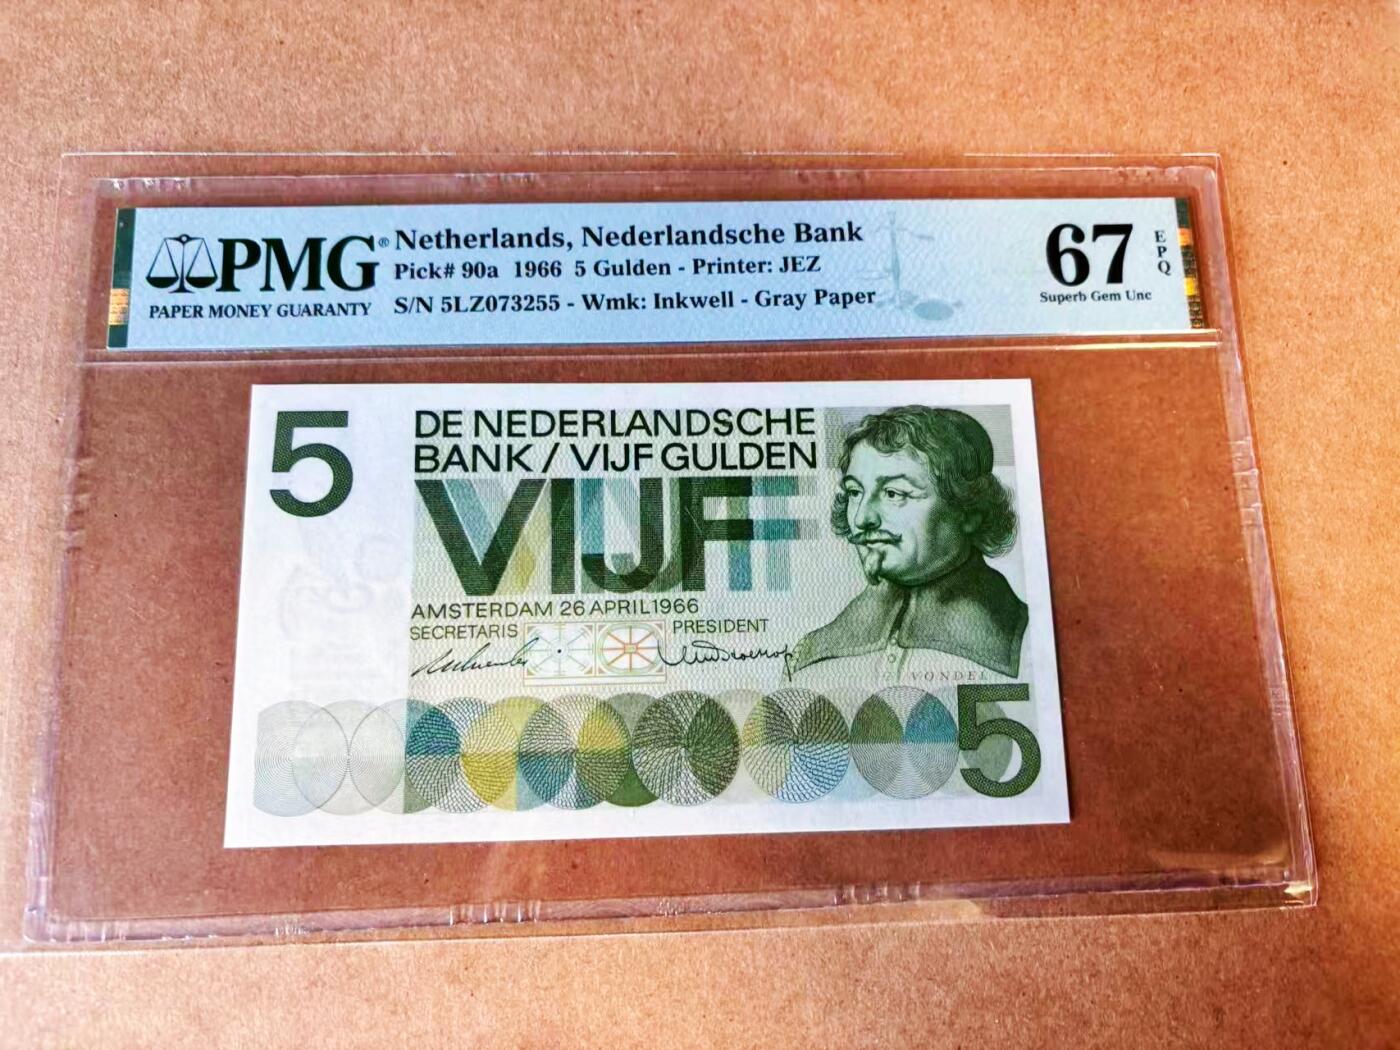 PMG®
PAPER MONEY GUARANTY
Netherlands, Nederlandsche Bank
Pick# 90a 1966 5 Gulden - Printer: JEZ
S/N 5LZ073255 - Wmk: Inkwell - Gray Paper
67
EPQ
Superb Gem Unc
5
DE NEDERLANDSCHE
BANK / VIJF GULDEN
VIJF
AMSTERDAM 26 APRIL 1966
SECRETARIS PRESIDENT
VONDEL
5